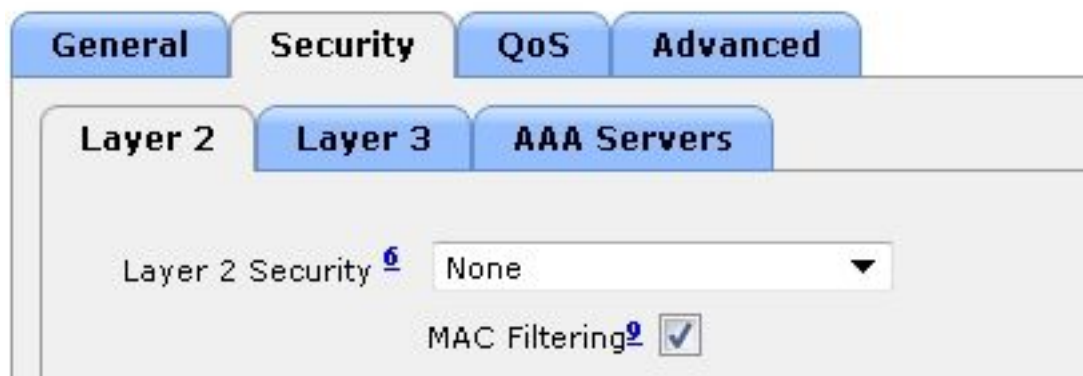 General Security QoS Advanced
Layer 2 Layer 3 AAA Servers
Layer 2 Security 6 None
MAC Filtering9